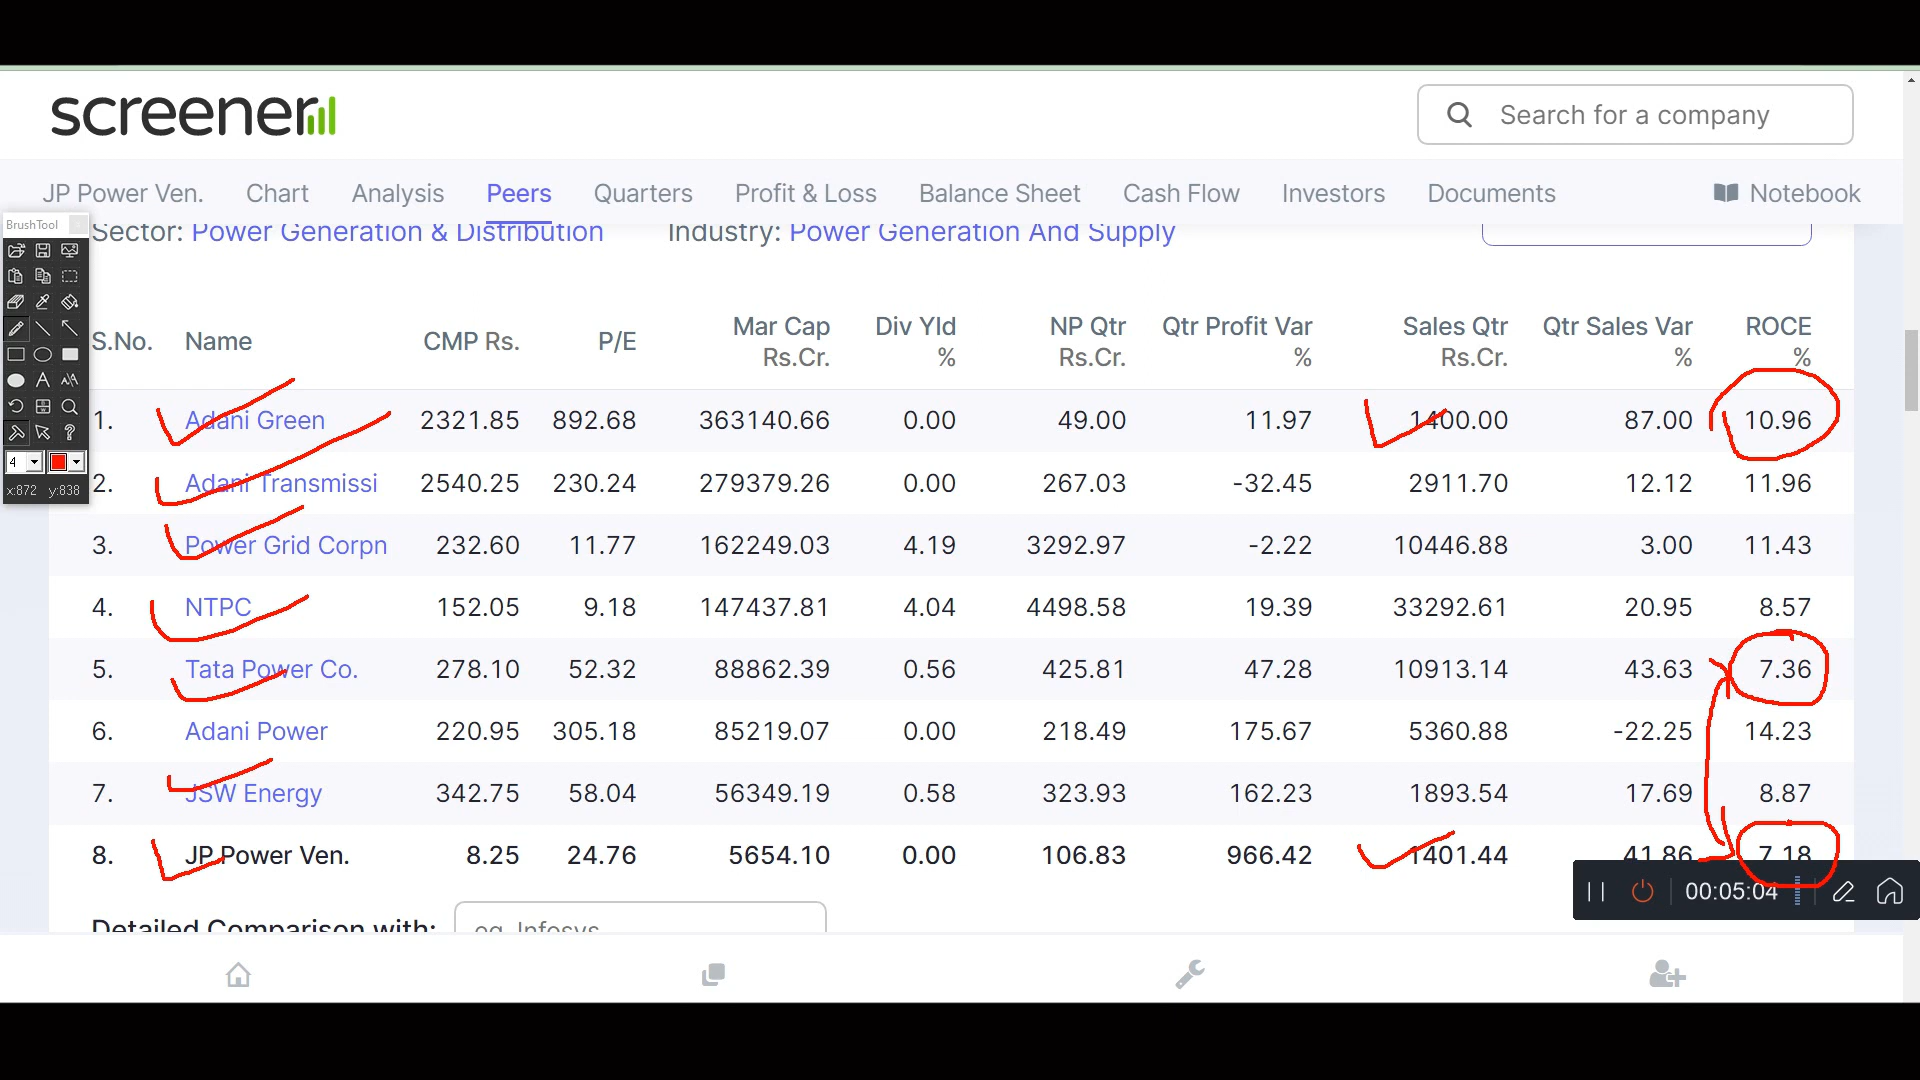 screener
Search for a company
JP Power Ven. Chart Analysis Peers Quarters Profit & Loss Balance Sheet Cash Flow Investors Documents Notebook
BrushTool
Sector: Power Generation & Distribution Industry: Power Generation And Supply
S.No. Name CMP Rs. P/E Mar Cap Rs.Cr. Div Yld % NP Qtr Rs.Cr. Qtr Profit Var % Sales Qtr Rs.Cr. Qtr Sales Var % ROCE %
1. Adani Green 2321.85 892.68 363140.66 0.00 49.00 11.97 1400.00 87.00 10.96
2. Adani Transmissi 2540.25 230.24 279379.26 0.00 267.03 -32.45 2911.70 12.12 11.96
3. Power Grid Corpn 232.60 11.77 162249.03 4.19 3292.97 -2.22 10446.88 3.00 11.43
4. NTPC 152.05 9.18 147437.81 4.04 4498.58 19.39 33292.61 20.95 8.57
5. Tata Power Co. 278.10 52.32 88862.39 0.56 425.81 47.28 10913.14 43.63 7.36
6. Adani Power 220.95 305.18 85219.07 0.00 218.49 175.67 5360.88 -22.25 14.23
7. JSW Energy 342.75 58.04 56349.19 0.58 323.93 162.23 1893.54 17.69 8.87
8. JP Power Ven. 8.25 24.76 5654.10 0.00 106.83 966.42 1401.44 41.86 7.18
4
x:872 y:838
00:05:04
Detailed Comparison with: eg. Infosys